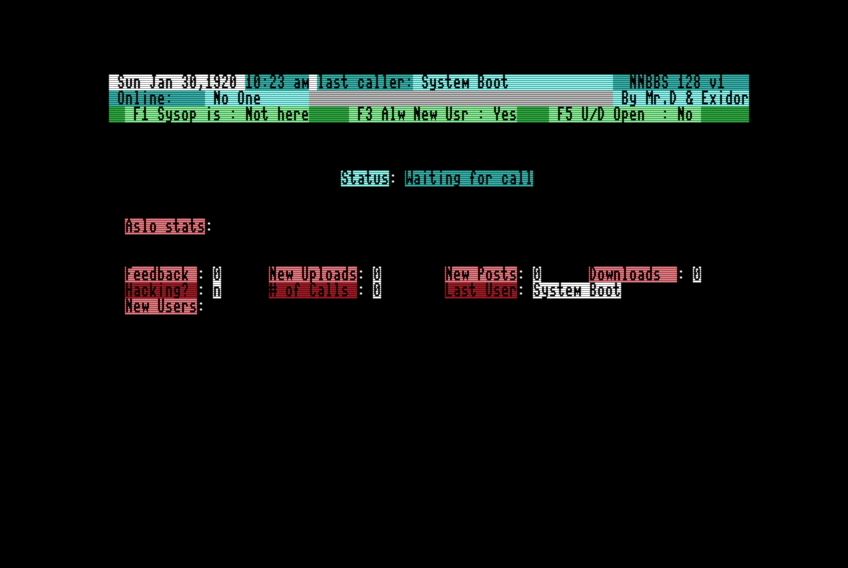 Sun Jan 30,1920 10:23 am last caller: System Boot NNBBS 128 v1
Online: No One By Mr.D & Exidor
F1 Sysop is : Not here F3 Alw New Usr : Yes F5 U/D Open : No
Status: Waiting for call
Aslo stats:
Feedback : 0 New Uploads: 0 New Posts: 0 Downloads : 0
Hacking? : n # of Calls : 0 Last User: System Boot
New Users: